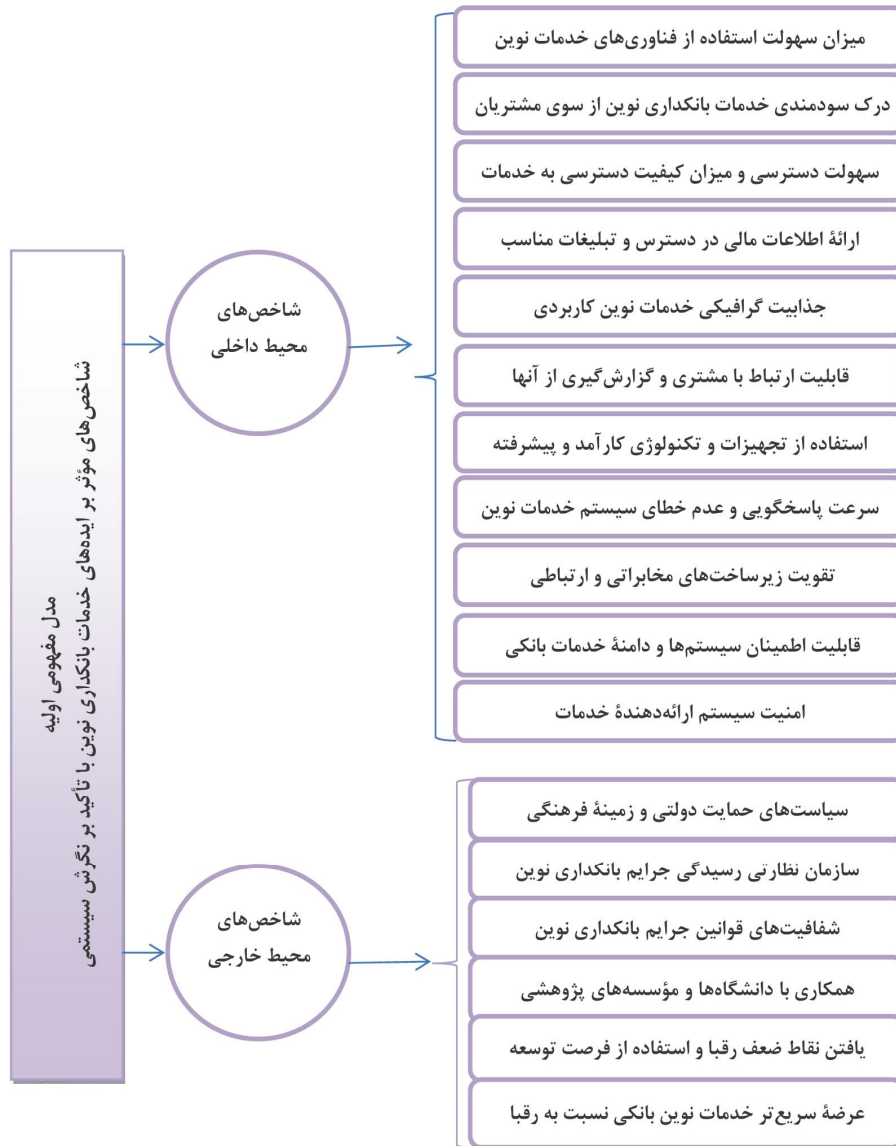 مدل مفهومی اولیه
شاخص‌های مؤثر بر ایده‌های خدمات بانکداری نوین با تأکید بر نگرش سیستمی
شاخص‌های
محیط داخلی
میزان سهولت استفاده از فناوری‌های خدمات نوین
درک سودمندی خدمات بانکداری نوین از سوی مشتریان
سهولت دسترسی و میزان کیفیت دسترسی به خدمات
ارائۀ اطلاعات مالی در دسترس و تبلیغات مناسب
جذابیت گرافیکی خدمات نوین کاربردی
قابلیت ارتباط با مشتری و گزارش‌گیری از آنها
استفاده از تجهیزات و تکنولوژی کارآمد و پیشرفته
سرعت پاسخگویی و عدم خطای سیستم خدمات نوین
تقویت زیرساخت‌های مخابراتی و ارتباطی
قابلیت اطمینان سیستم‌ها و دامنۀ خدمات بانکی
امنیت سیستم ارائه‌دهندۀ خدمات
شاخص‌های
محیط خارجی
سیاست‌های حمایت دولتی و زمینۀ فرهنگی
سازمان نظارتی رسیدگی جرایم بانکداری نوین
شفافیت‌های قوانین جرایم بانکداری نوین
همکاری با دانشگاه‌ها و مؤسسه‌های پژوهشی
یافتن نقاط ضعف رقبا و استفاده از فرصت توسعه
عرضۀ سریع‌تر خدمات نوین بانکی نسبت به رقبا